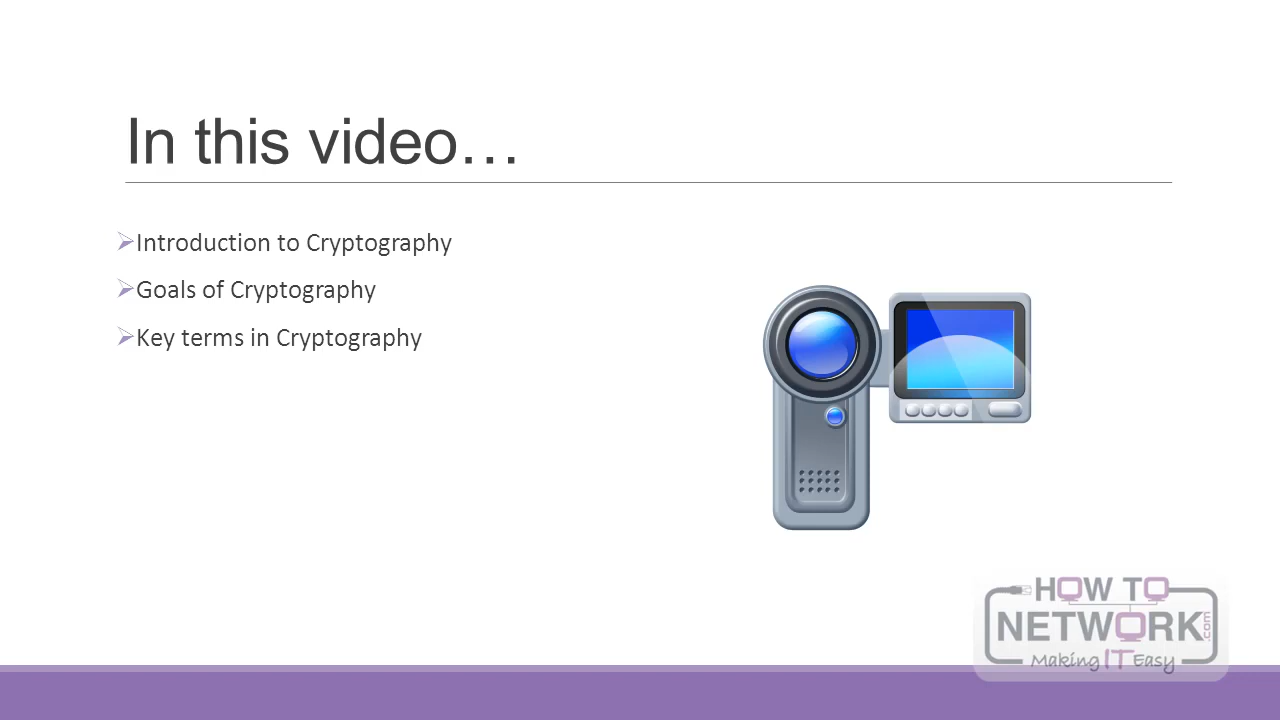 In this video…
Introduction to Cryptography
Goals of Cryptography
Key terms in Cryptography
HOW TO
NETWORK.com
Making IT Easy